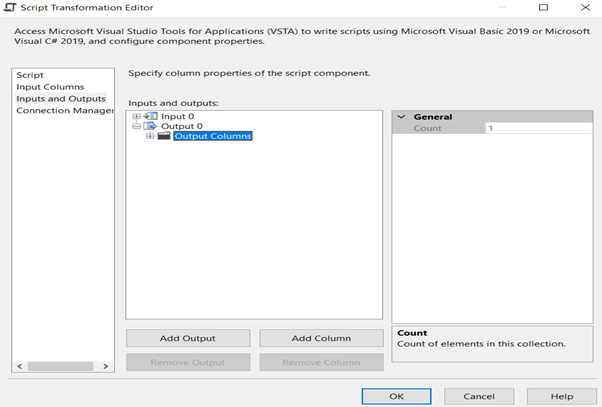 Script Transformation Editor
Access Microsoft Visual Studio Tools for Applications (VSTA) to write scripts using Microsoft Visual Basic 2019 or Microsoft
Visual C# 2019, and configure component properties.
Script
Input Columns
Inputs and Outputs
Connection Manager
Specify column properties of the script component.
Inputs and outputs:
Input 0
Output 0
Output Columns
General
Count 1
Add Output
Add Column
Remove Output
Remove Column
Count
Count of elements in this collection.
OK
Cancel
Help